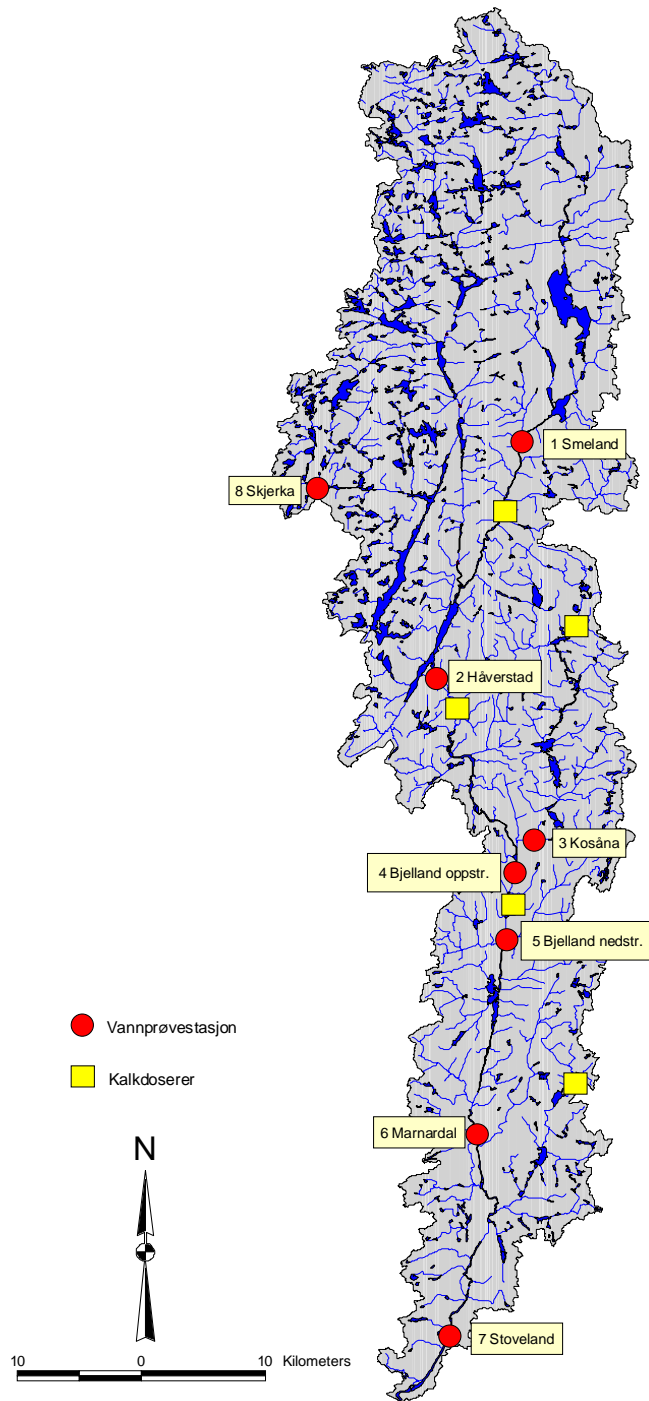 1 Smeland
8 Skjerka
2 Håverstad
3 Kosåna
4 Bjelland oppstr.
5 Bjelland nedstr.
Vannprøvestasjon
Kalkdoserer
6 Marnardal
N
7 Stoveland
10 0 10 Kilometers